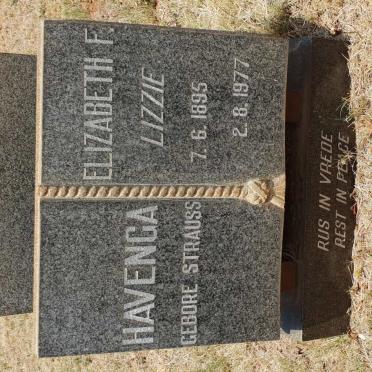 HAVENGA
GEBORE STRAUSS
ELIZABETH F.
LIZZIE
7. 6. 1895
2. 8. 1977
RUS IN VREDE
REST IN PEACE